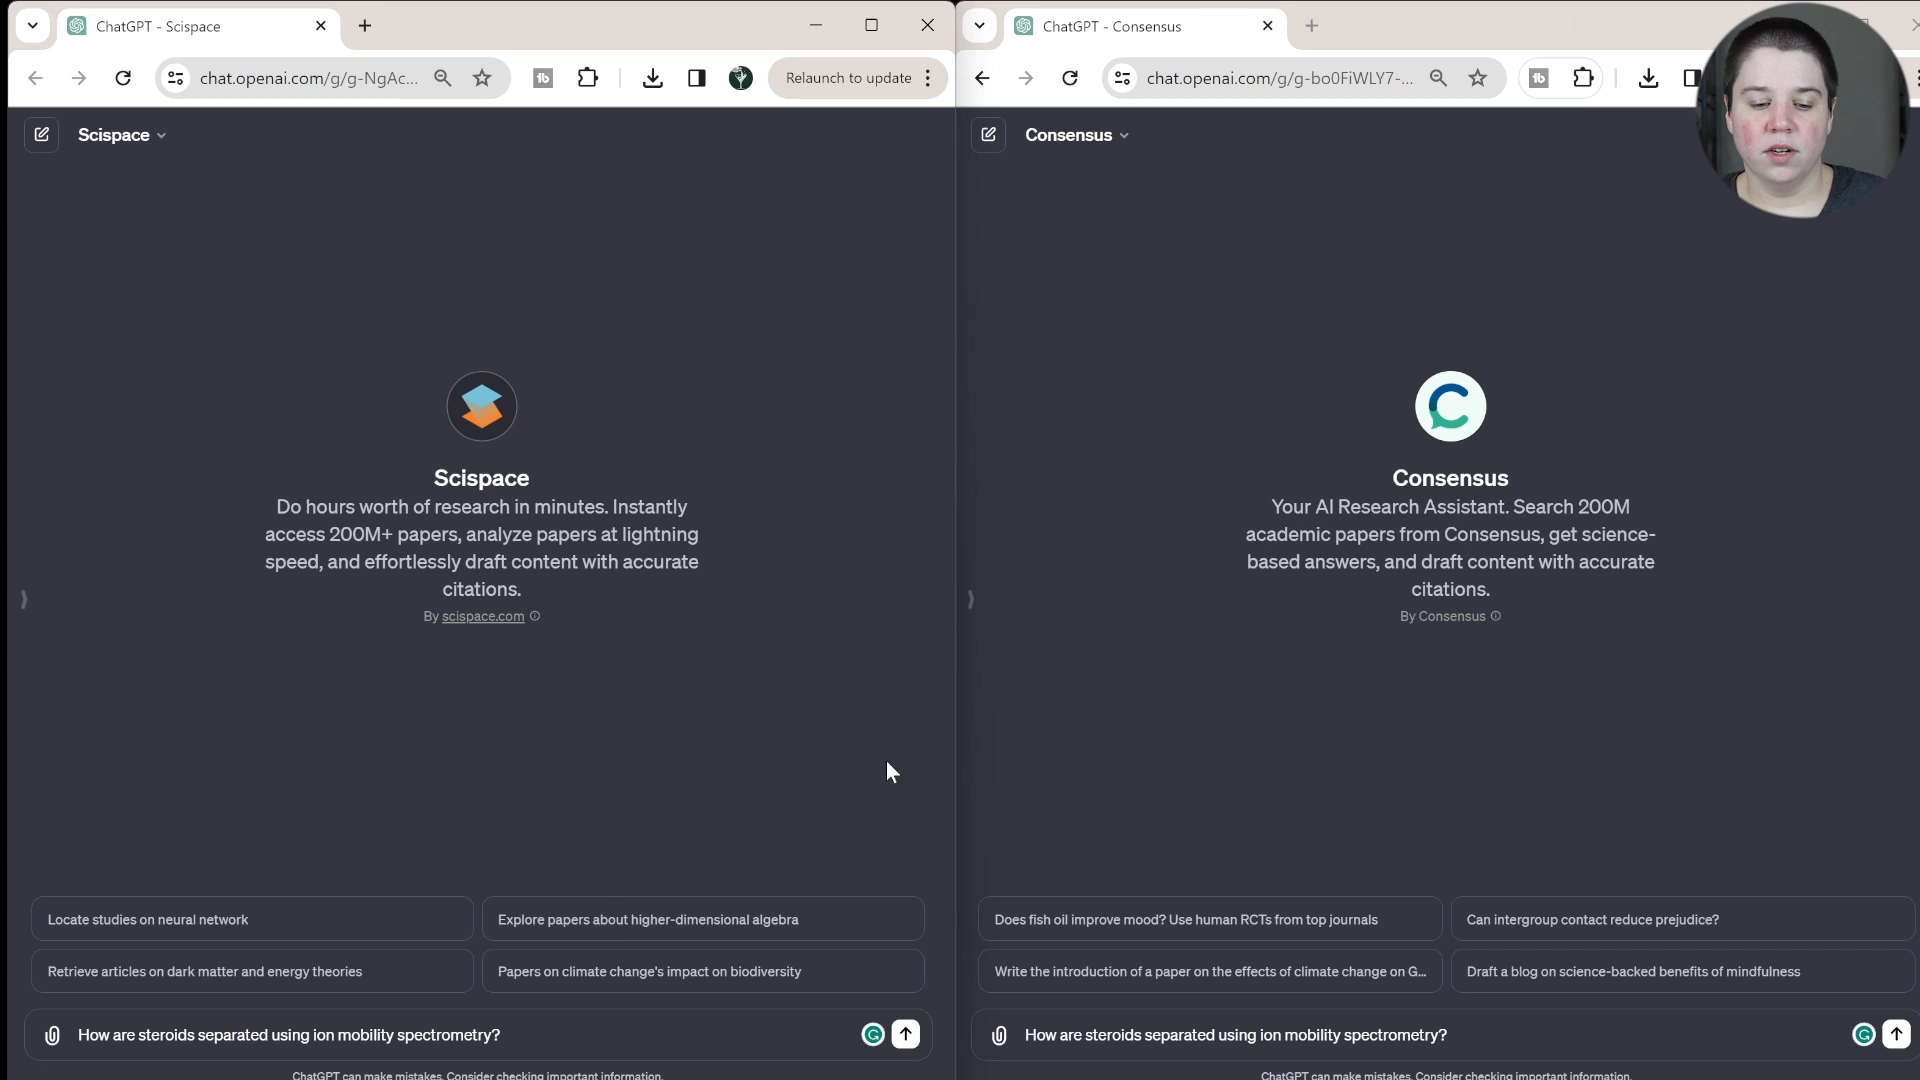 ChatGPT - Scispace
chat.openai.com/g/g-NgAc...
Relaunch to update
Scispace
Scispace
Do hours worth of research in minutes. Instantly
access 200M+ papers, analyze papers at lightning
speed, and effortlessly draft content with accurate
citations.
By scispace.com
Locate studies on neural network
Explore papers about higher-dimensional algebra
Retrieve articles on dark matter and energy theories
Papers on climate change's impact on biodiversity
How are steroids separated using ion mobility spectrometry?
ChatGPT can make mistakes. Consider checking important information.
ChatGPT - Consensus
chat.openai.com/g/g-bo0FiWLY7-...
Consensus
Consensus
Your AI Research Assistant. Search 200M
academic papers from Consensus, get science-
based answers, and draft content with accurate
citations.
By Consensus
Does fish oil improve mood? Use human RCTs from top journals
Can intergroup contact reduce prejudice?
Write the introduction of a paper on the effects of climate change on G...
Draft a blog on science-backed benefits of mindfulness
How are steroids separated using ion mobility spectrometry?
ChatGPT can make mistakes. Consider checking important information.